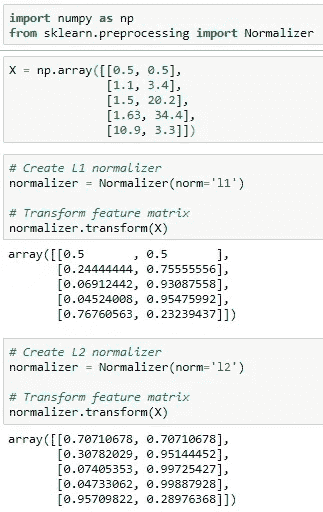 import numpy as np
from sklearn.preprocessing import Normalizer
X = np.array([[0.5, 0.5],
[1.1, 3.4],
[1.5, 20.2],
[1.63, 34.4],
[10.9, 3.3]])
# Create L1 normalizer
normalizer = Normalizer(norm='l1')
# Transform feature matrix
normalizer.transform(X)
array([[0.5       , 0.5       ],
[0.24444444, 0.75555556],
[0.06912442, 0.93087558],
[0.04524008, 0.95475992],
[0.76760563, 0.23239437]])
# Create L2 normalizer
normalizer = Normalizer(norm='l2')
# Transform feature matrix
normalizer.transform(X)
array([[0.70710678, 0.70710678],
[0.30782029, 0.95144452],
[0.07405353, 0.99725427],
[0.04733062, 0.99887928],
[0.95709822, 0.28976368]])